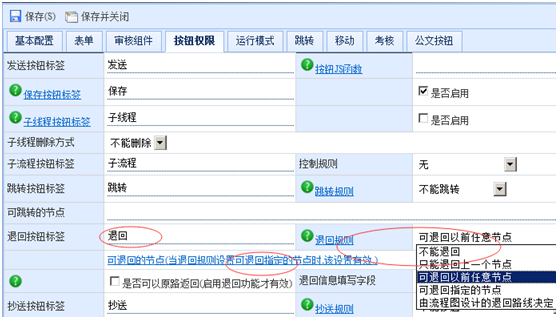 保存(S) 保存并关闭
基本配置 表单 审核组件 按钮权限 运行模式 跳转 移动 考核 公文按钮
发送按钮标签 发送 按钮JS函数
保存按钮标签 保存 是否启用
子线程按钮标签 子线程 是否启用
子线程删除方式 不能删除
子流程按钮标签 子流程 控制规则 无
跳转按钮标签 跳转 跳转规则 不能跳转
可跳转的节点
退回按钮标签 退回 退回规则 可退回以前任意节点
不能退回
可退回的节点(当退回规则设置可退回指定的节点时,该设置有效.) 只能退回上一个节点
可退回以前任意节点
是否可以原路返回(启用退回功能才有效) 退回信息填写字段 可退回指定的节点
由流程图设计的退回路线决定
抄送按钮标签 抄送 抄送规则